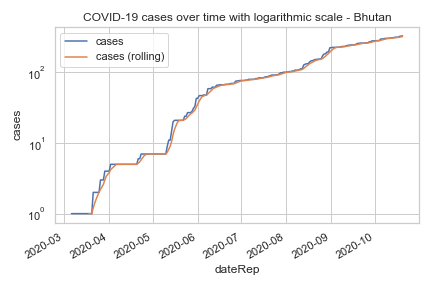 COVID-19 cases over time with logarithmic scale - Bhutan
cases
cases (rolling)
10²
10¹
10⁰
cases
2020-03
2020-04
2020-05
2020-06
2020-07
2020-08
2020-09
2020-10
dateRep